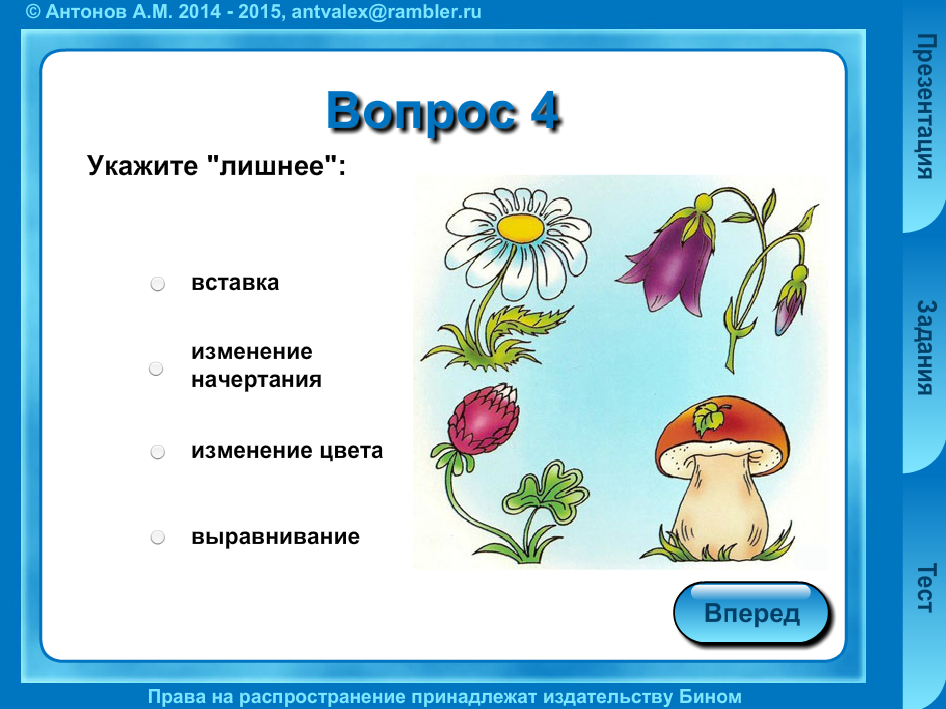 © Антонов А.М. 2014 - 2015, antvalex@rambler.ru
Вопрос 4
Укажите "лишнее":
вставка
изменение
начертания
изменение цвета
выравнивание
Вперед
Презентация
Задания
Тест
Права на распространение принадлежат издательству Бином